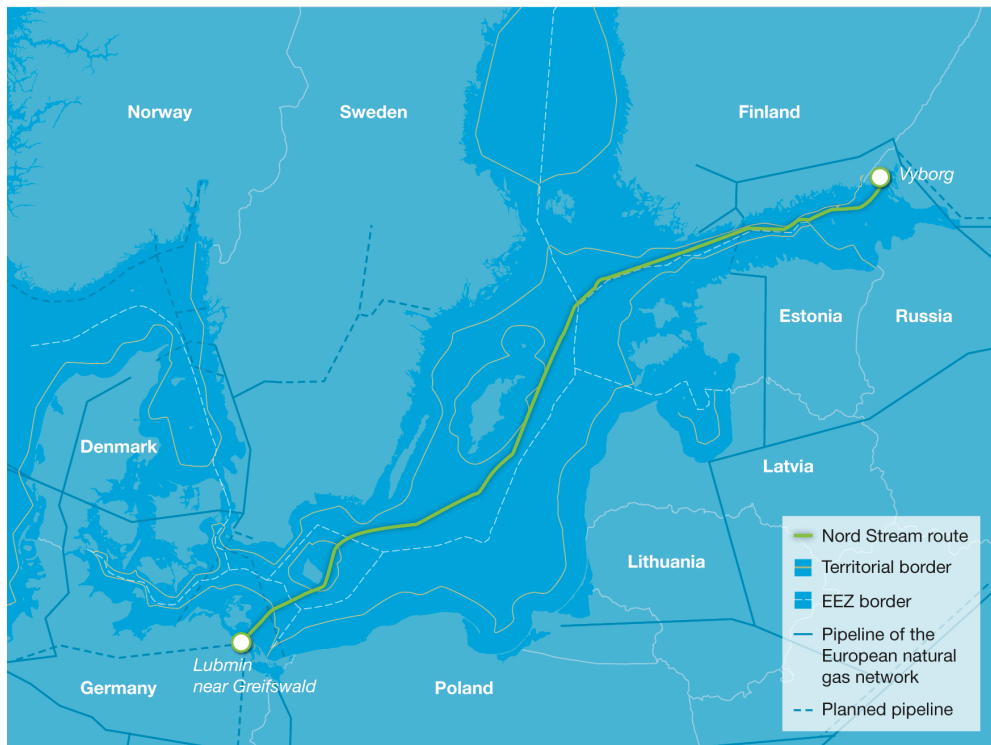 Norway
Sweden
Finland
Vyborg
Estonia
Russia
Denmark
Latvia
Lithuania
Lubmin
near Greifswald
Germany
Poland
Nord Stream route
Territorial border
EEZ border
Pipeline of the
European natural
gas network
Planned pipeline